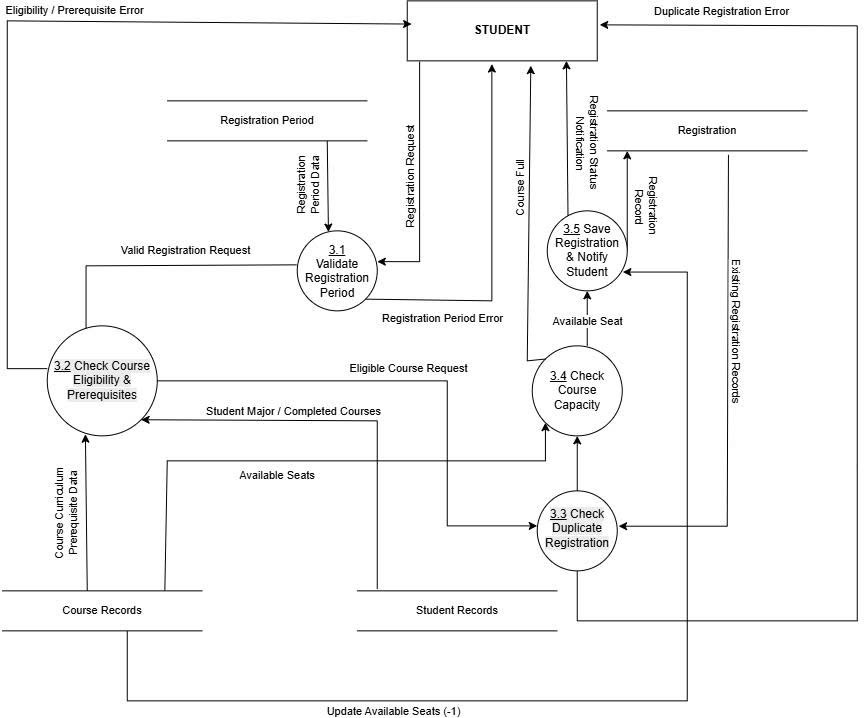 Eligibility / Prerequisite Error
STUDENT
Duplicate Registration Error
Registration Period
Registration
Registration
Period Data
Registration Request
Course Full
Registration Status
Notification
Registration
Record
3.1
Validate
Registration
Period
Valid Registration Request
3.5 Save
Registration
& Notify
Student
Registration Period Error
Available Seat
Existing Registration Records
3.2 Check Course
Eligibility &
Prerequisites
Eligible Course Request
3.4 Check
Course
Capacity
Student Major / Completed Courses
Available Seats
Course Curriculum
Prerequisite Data
3.3 Check
Duplicate
Registration
Course Records
Student Records
Update Available Seats (-1)